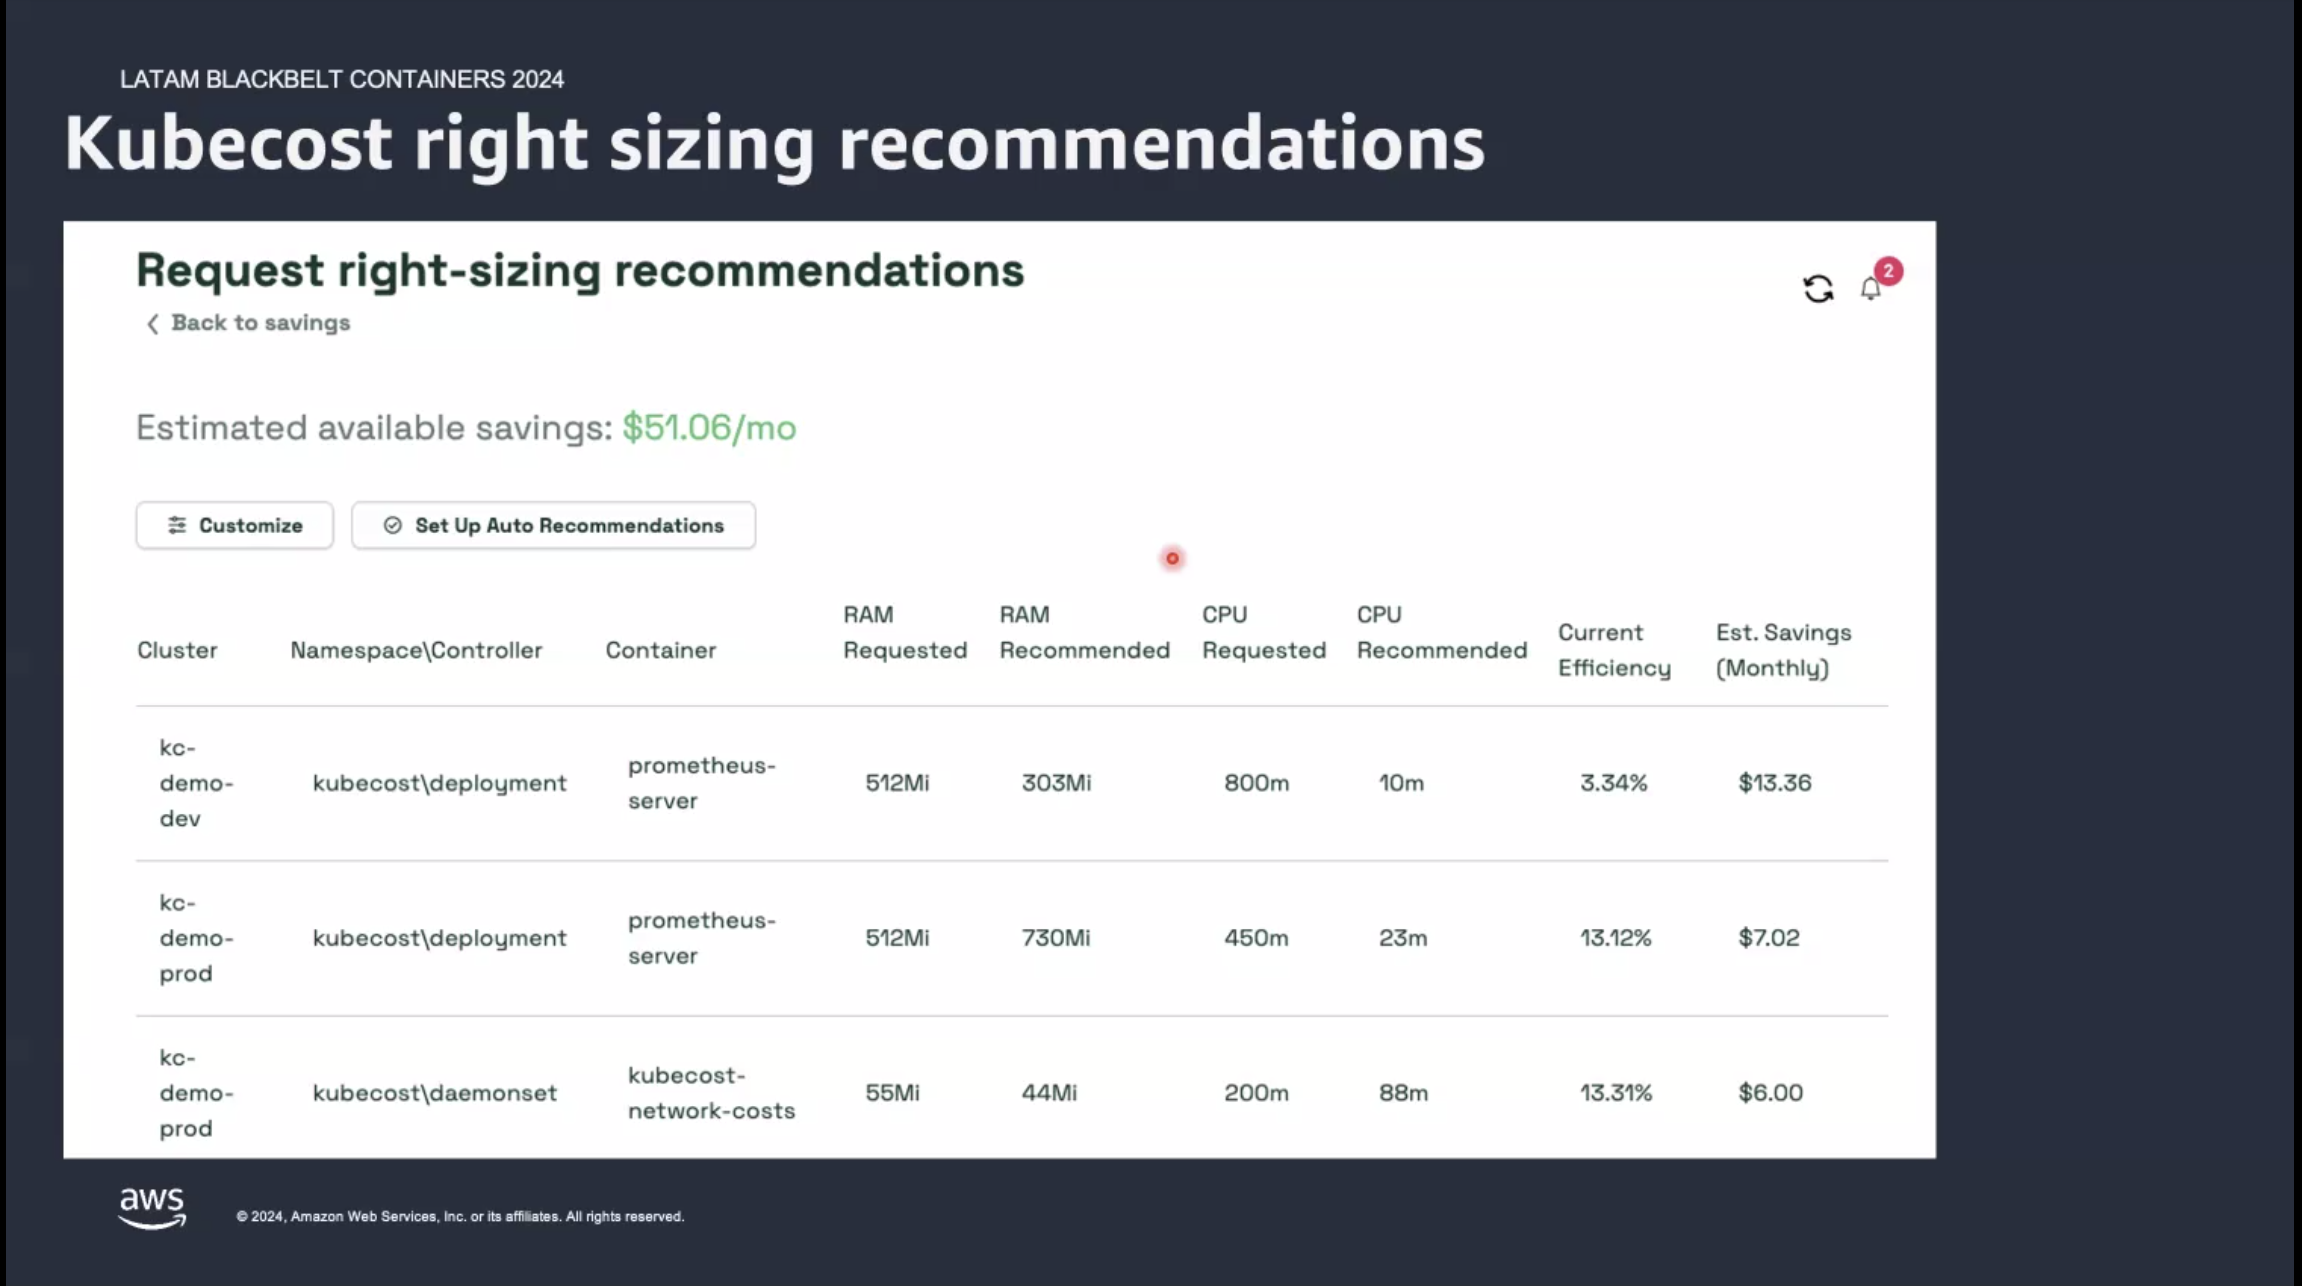 LATAM BLACKBELT CONTAINERS 2024
Kubecost right sizing recommendations
Request right-sizing recommendations
2
Back to savings
Estimated available savings: $51.06/mo
Customize
Set Up Auto Recommendations
Cluster
Namespace\Controller
Container
RAM
Requested
RAM
Recommended
CPU
Requested
CPU
Recommended
Current
Efficiency
Est. Savings
(Monthly)
kc-
demo-
dev
kubecost\deployment
prometheus-
server
512Mi
303Mi
800m
10m
3.34%
$13.36
kc-
demo-
prod
kubecost\deployment
prometheus-
server
512Mi
730Mi
450m
23m
13.12%
$7.02
kc-
demo-
prod
kubecost\daemonset
kubecost-
network-costs
55Mi
44Mi
200m
88m
13.31%
$6.00
aws
© 2024, Amazon Web Services, Inc. or its affiliates. All rights reserved.